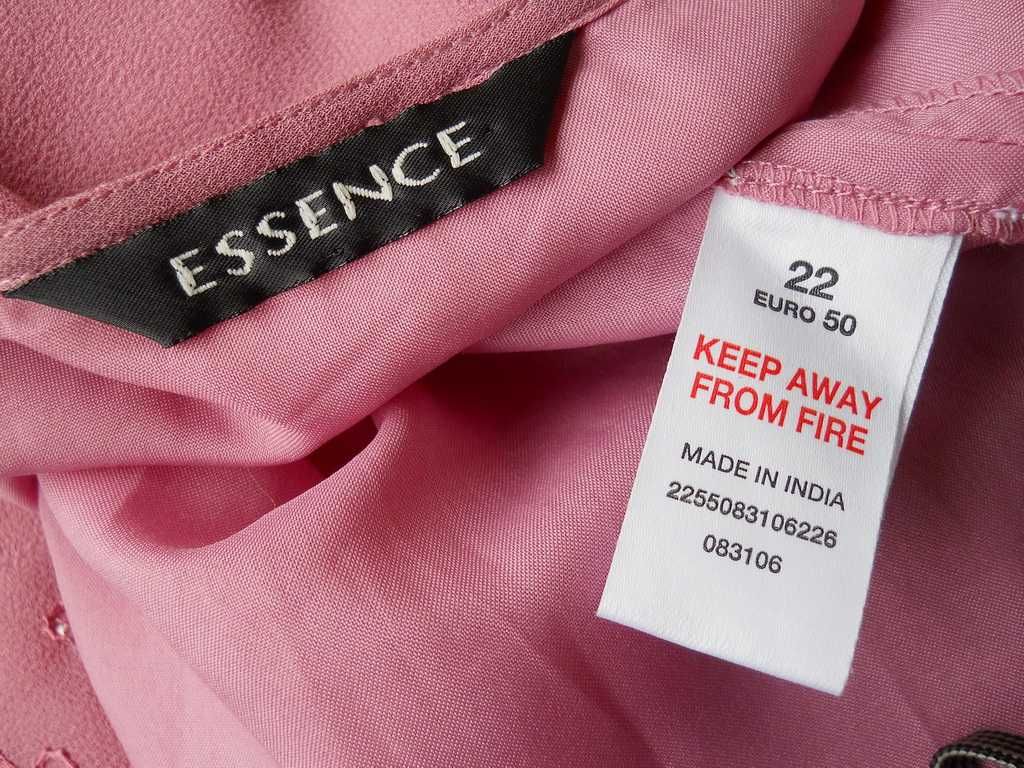 ESSENCE
22
EURO 50
KEEP AWAY
FROM FIRE
MADE IN INDIA
2255083106226
083106